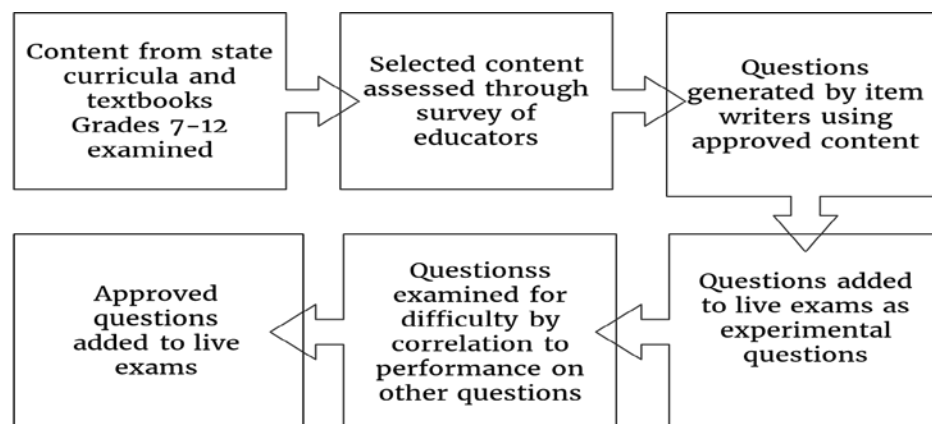 Content from state
curricula and
textbooks
Grades 7-12
examined
Selected content
assessed through
survey of
educators
Questions
generated by item
writers using
approved content
Questions added
to live exams as
experimental
questions
Questionss
examined for
difficulty by
correlation to
performance on
other questions
Approved
questions
added to live
exams